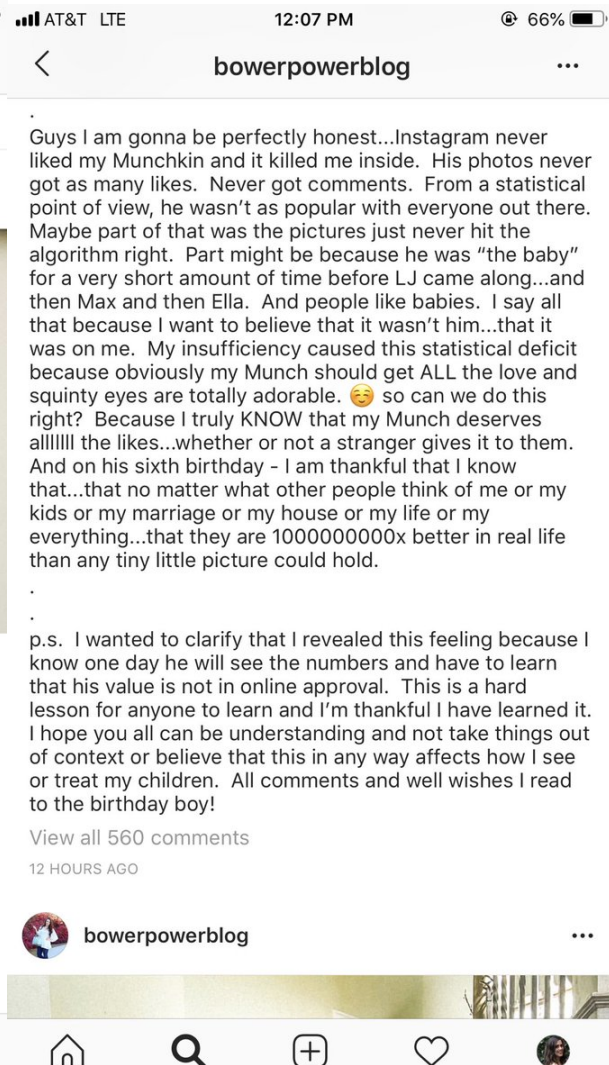 AT&T LTE 12:07 PM 66%
bowerpowerblog
.
Guys I am gonna be perfectly honest...Instagram never
liked my Munchkin and it killed me inside.  His photos never
got as many likes.  Never got comments.  From a statistical
point of view, he wasn’t as popular with everyone out there.
Maybe part of that was the pictures just never hit the
algorithm right.  Part might be because he was “the baby”
for a very short amount of time before LJ came along...and
then Max and then Ella.  And people like babies.  I say all
that because I want to believe that it wasn’t him...that it
was on me.  My insufficiency caused this statistical deficit
because obviously my Munch should get ALL the love and
squinty eyes are totally adorable. ☺️ so can we do this
right?  Because I truly KNOW that my Munch deserves
alllllll the likes...whether or not a stranger gives it to them.
And on his sixth birthday - I am thankful that I know
that...that no matter what other people think of me or my
kids or my marriage or my house or my life or my
everything...that they are 1000000000x better in real life
than any tiny little picture could hold.
.
.
p.s.  I wanted to clarify that I revealed this feeling because I
know one day he will see the numbers and have to learn
that his value is not in online approval.  This is a hard
lesson for anyone to learn and I’m thankful I have learned it.
I hope you all can be understanding and not take things out
of context or believe that this in any way affects how I see
or treat my children.  All comments and well wishes I read
to the birthday boy!
View all 560 comments
12 HOURS AGO
bowerpowerblog